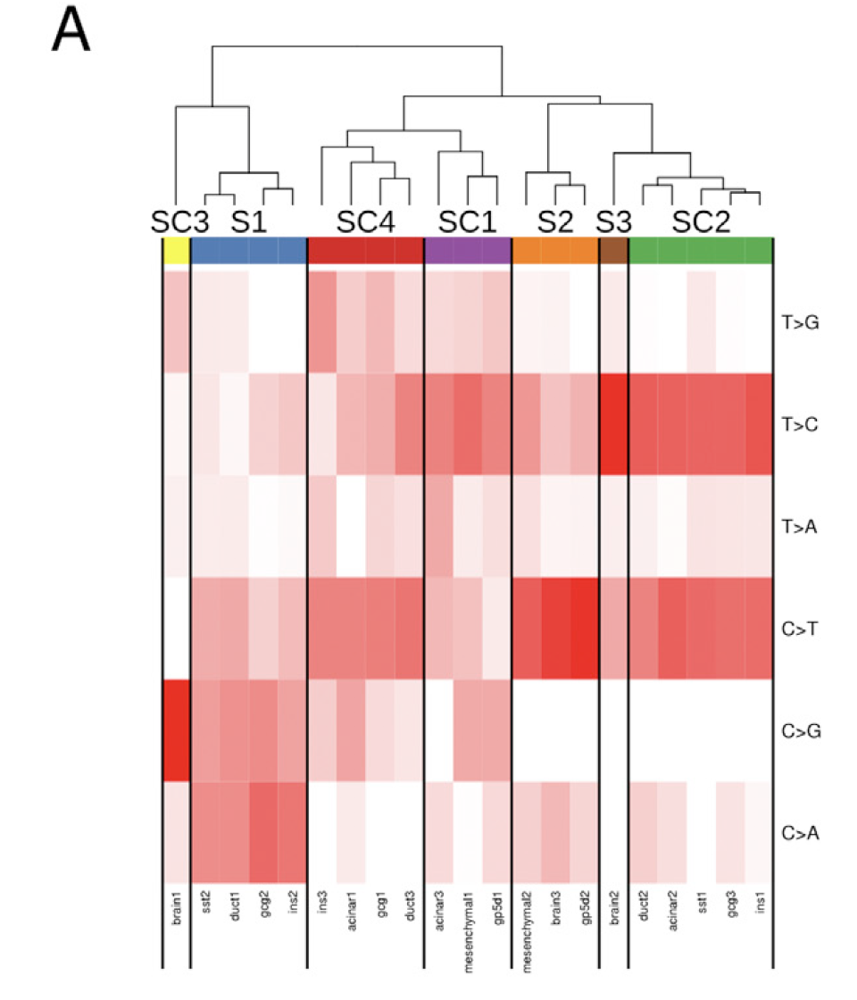 A
SC3 S1 SC4 SC1 S2 S3 SC2
T>G
T>C
T>A
C>T
C>G
C>A
brain1 sst2 duct1 gcg2 ins2 ins3 acinar1 gcg1 duct3 acinar3 mesenchymal1 gp5d1 mesenchymal2 brain3 gp5d2 brain2 duct2 acinar2 sst1 gcg3 ins1